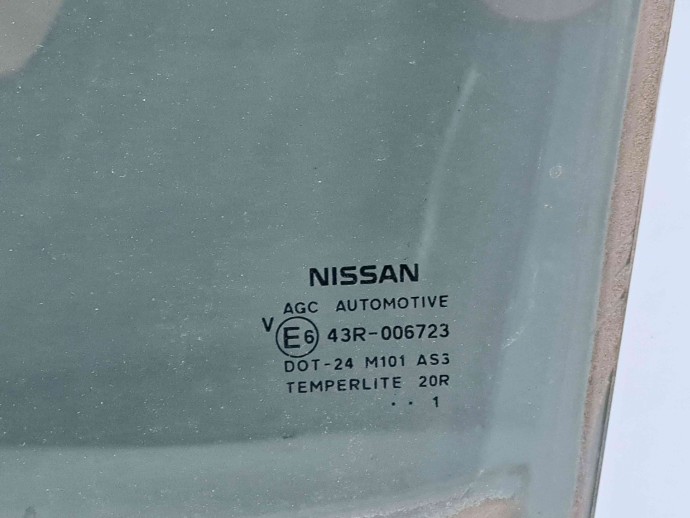 NISSAN
AGC AUTOMOTIVE
V E6 43R-006723
DOT-24 M101 AS3
TEMPERLITE 20R
. . 1